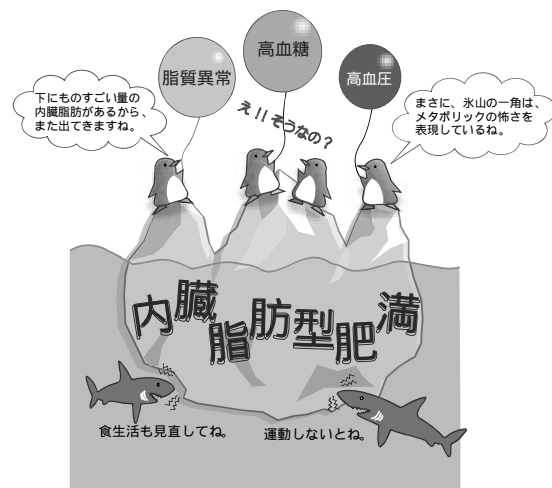 脂質異常
高血糖
高血圧
下にものすごい量の
内臓脂肪があるから、
また出てきますね。
え!!そうなの?
まさに、氷山の一角は、
メタボリックの怖さを
表現しているね。
内臓脂肪型肥満
食生活も見直してね。
運動しないとね。